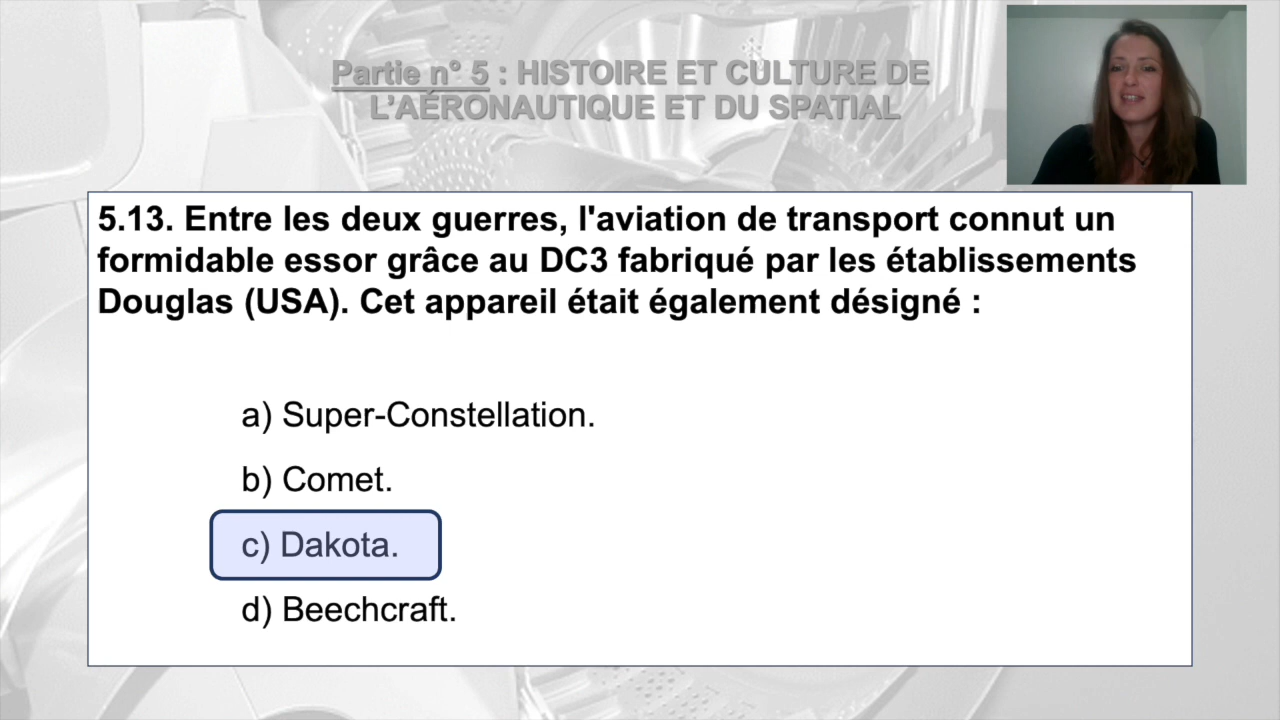 Partie n° 5 : HISTOIRE ET CULTURE DE
L'AÉRONAUTIQUE ET DU SPATIAL
5.13. Entre les deux guerres, l'aviation de transport connut un
formidable essor grâce au DC3 fabriqué par les établissements
Douglas (USA). Cet appareil était également désigné :
a) Super-Constellation.
b) Comet.
c) Dakota.
d) Beechcraft.